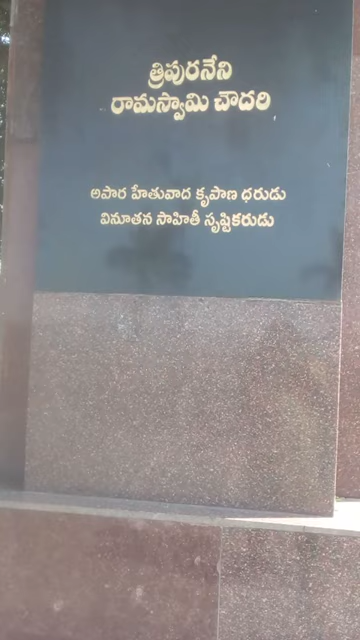 త్రిపురనేని
రామస్వామి చౌదరి
అపార హేతువాద కృపాణ ధరుడు
వినూతన సాహితీ సృష్టికరుడు